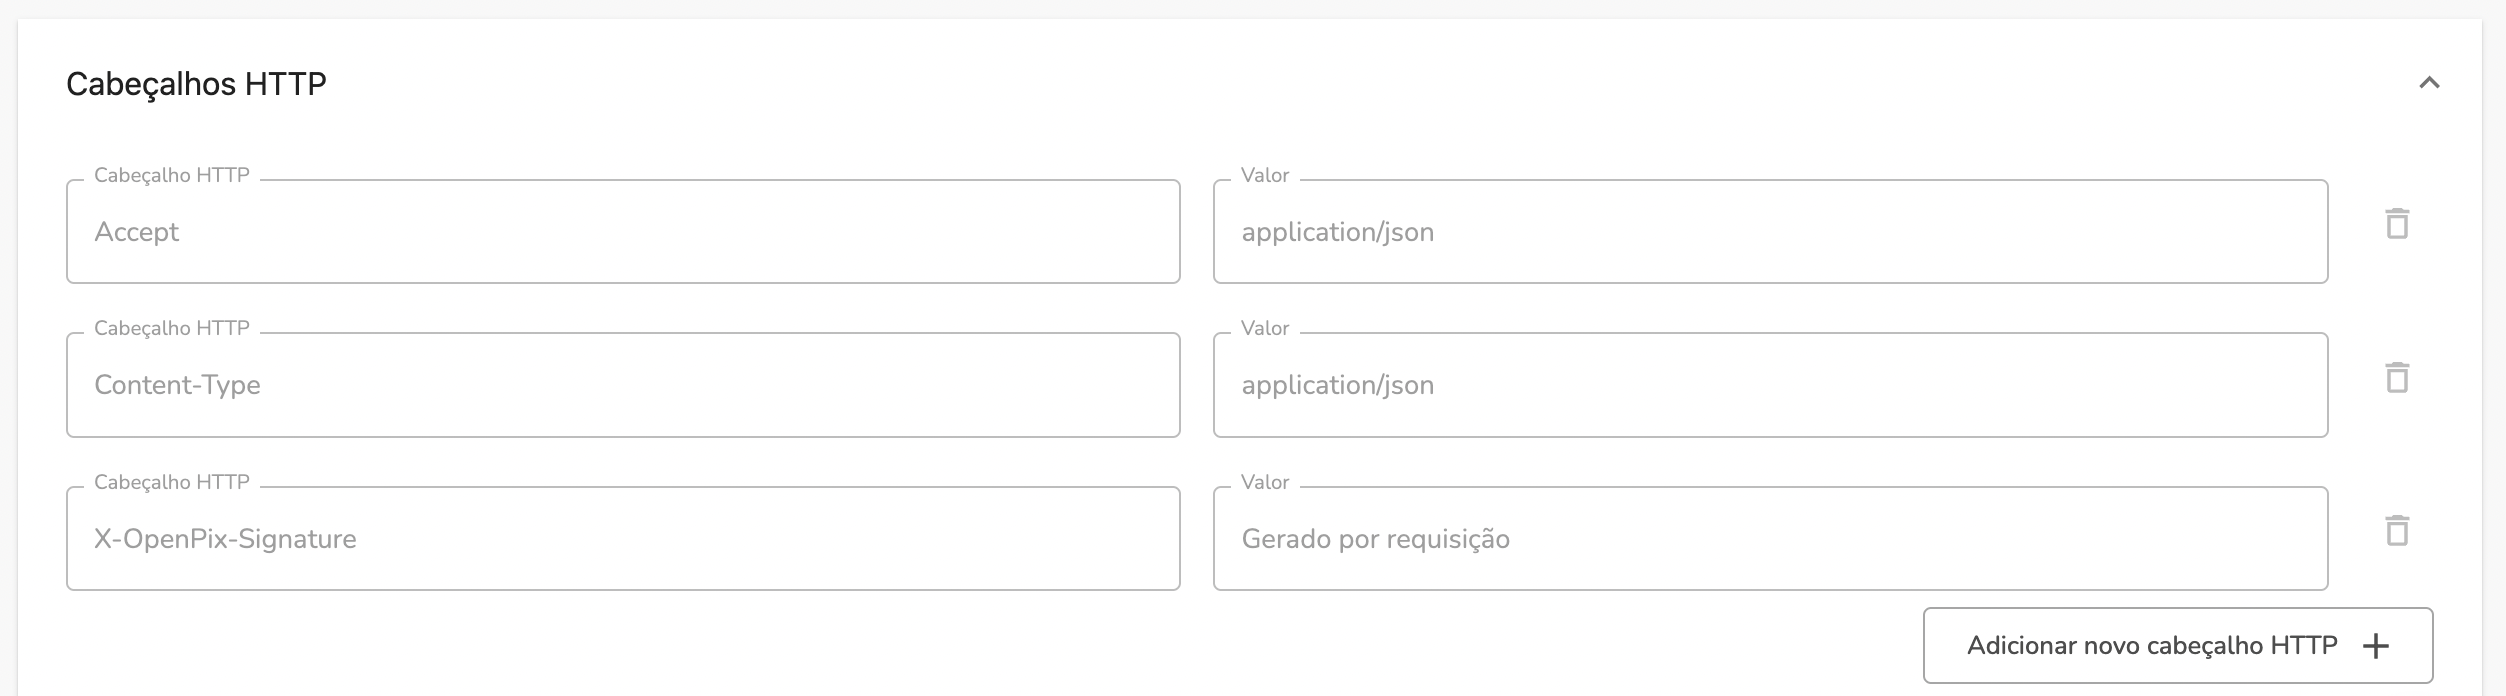 Cabeçalhos HTTP
Cabeçalho HTTP
Accept
Valor
application/json
Cabeçalho HTTP
Content-Type
Valor
application/json
Cabeçalho HTTP
X-OpenPix-Signature
Valor
Gerado por requisição
Adicionar novo cabeçalho HTTP